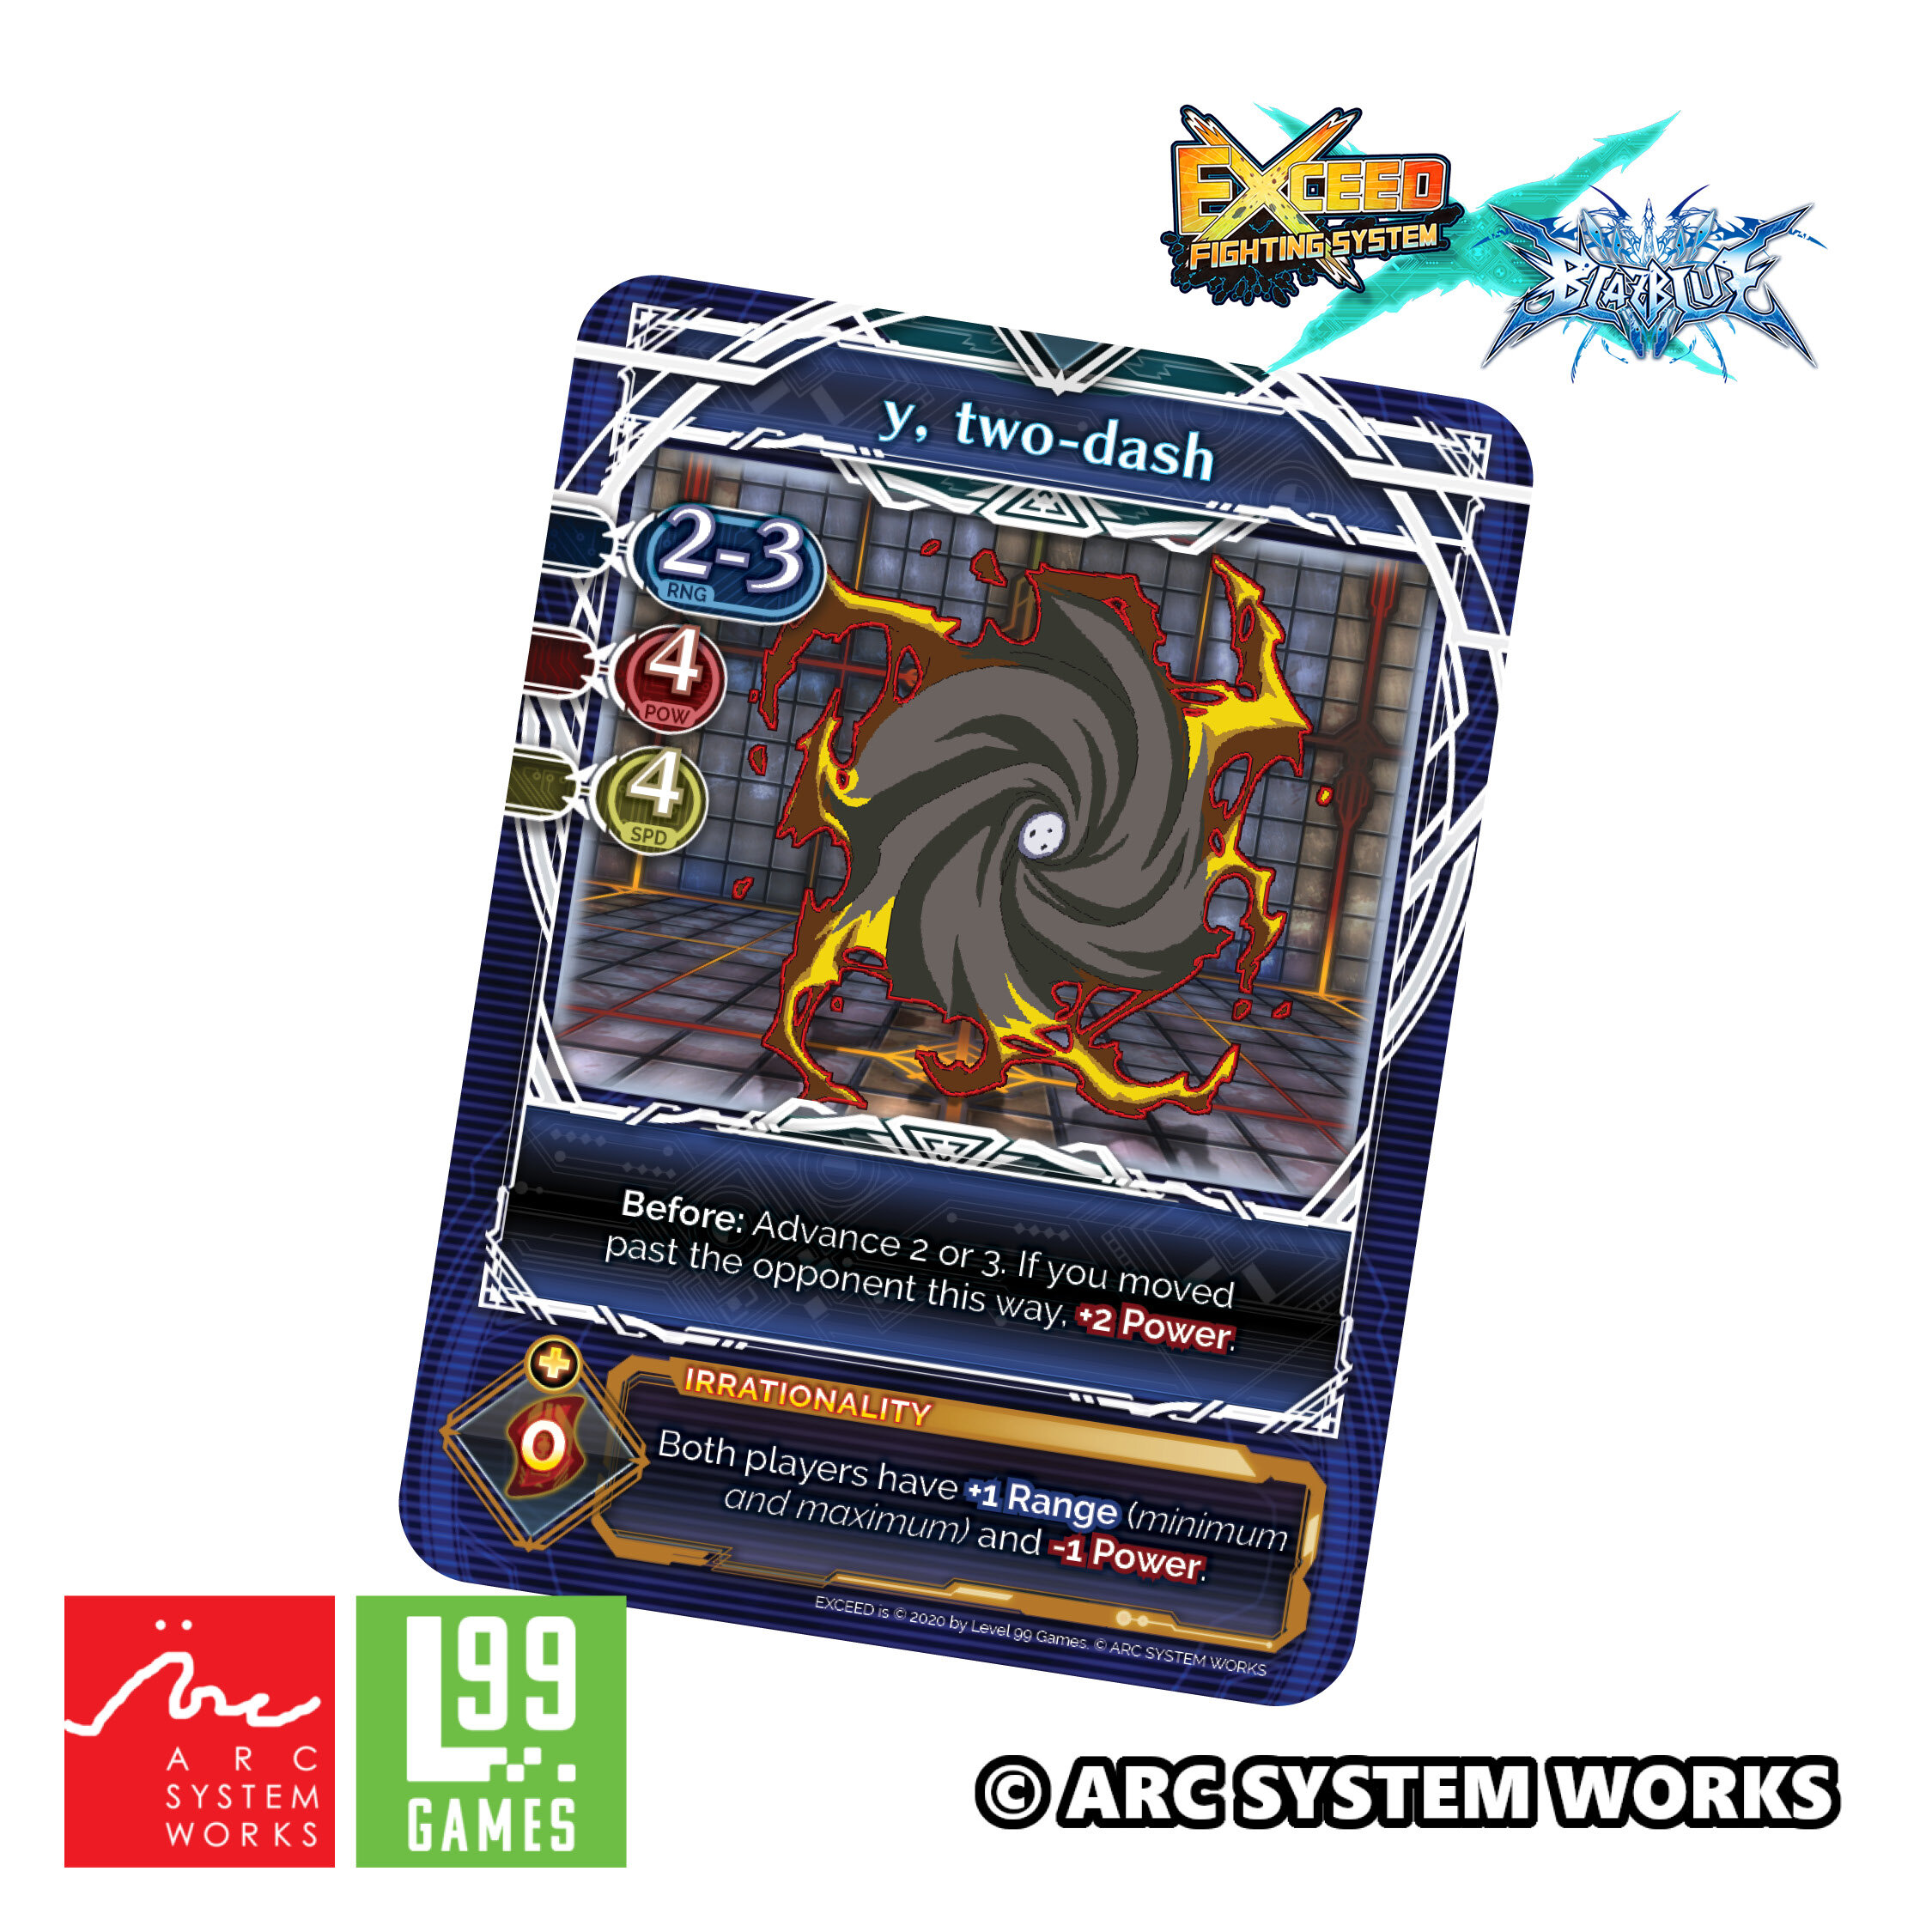 EXCEED
FIGHTING SYSTEM
BLAZBLUE
y, two-dash
2-3
RNG
4
POW
4
SPD
Before: Advance 2 or 3. If you moved
past the opponent this way, +2 Power.
+
0
IRRATIONALITY
Both players have +1 Range (minimum
and maximum) and -1 Power.
EXCEED is © 2020 by Level 99 Games. © ARC SYSTEM WORKS
Arc
ARC
SYSTEM
WORKS
L99
GAMES
© ARC SYSTEM WORKS